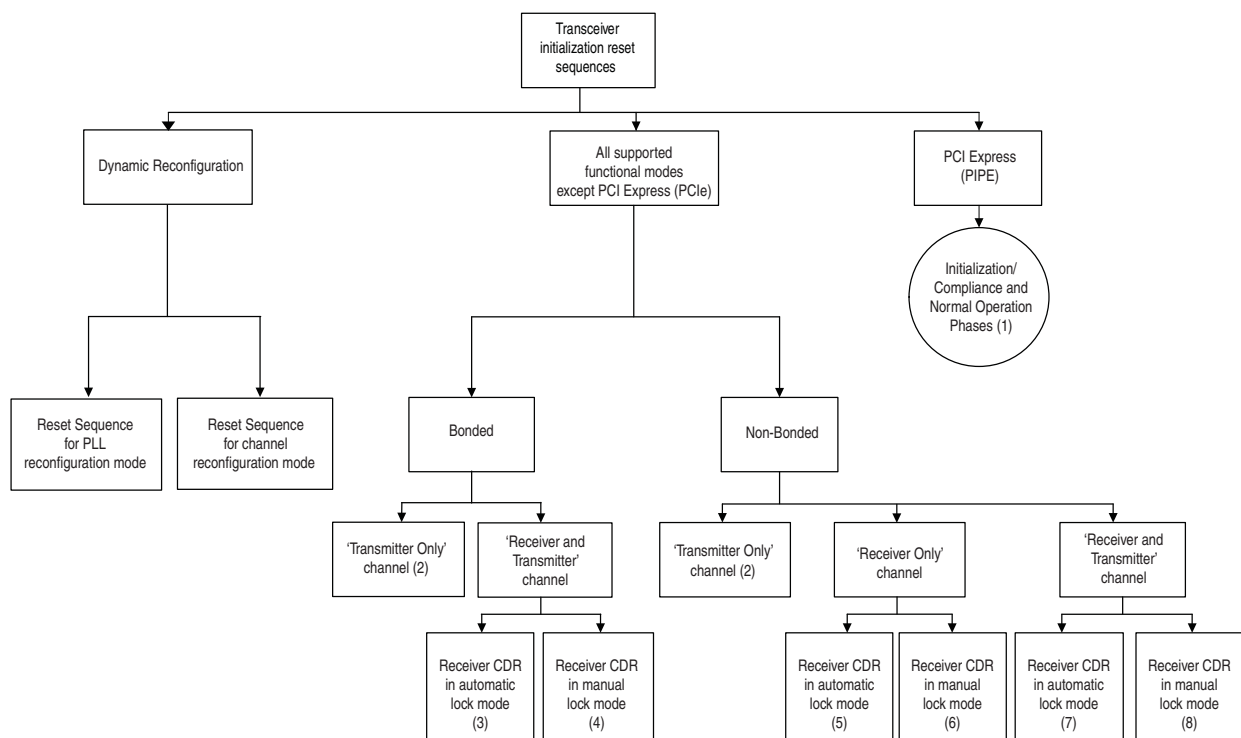 Transceiver
initialization reset
sequences
Dynamic Reconfiguration
All supported
functional modes
except PCI Express (PCIe)
PCI Express
(PIPE)
Initialization/
Compliance and
Normal Operation
Phases (1)
Reset Sequence
for PLL
reconfiguration mode
Reset Sequence
for channel
reconfiguration mode
Bonded
Non-Bonded
‘Transmitter Only’
channel (2)
‘Receiver and
Transmitter’
channel
‘Transmitter Only’
channel (2)
‘Receiver Only’
channel
‘Receiver and
Transmitter’
channel
Receiver CDR
in automatic
lock mode
(3)
Receiver CDR
in manual
lock mode
(4)
Receiver CDR
in automatic
lock mode
(5)
Receiver CDR
in manual
lock mode
(6)
Receiver CDR
in automatic
lock mode
(7)
Receiver CDR
in manual
lock mode
(8)